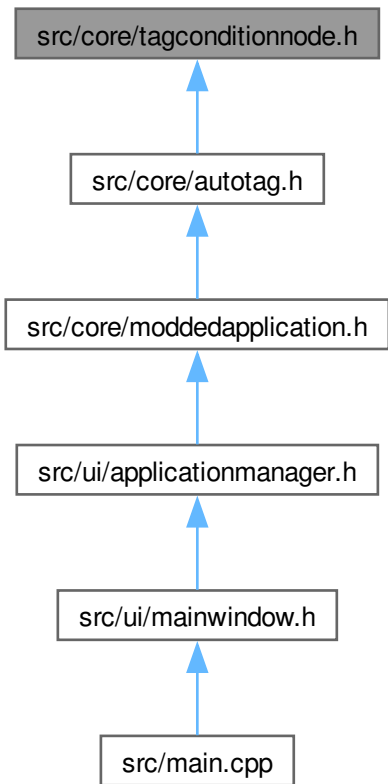 src/core/tagconditionnode.h
src/core/autotag.h
src/core/moddedapplication.h
src/ui/applicationmanager.h
src/ui/mainwindow.h
src/main.cpp